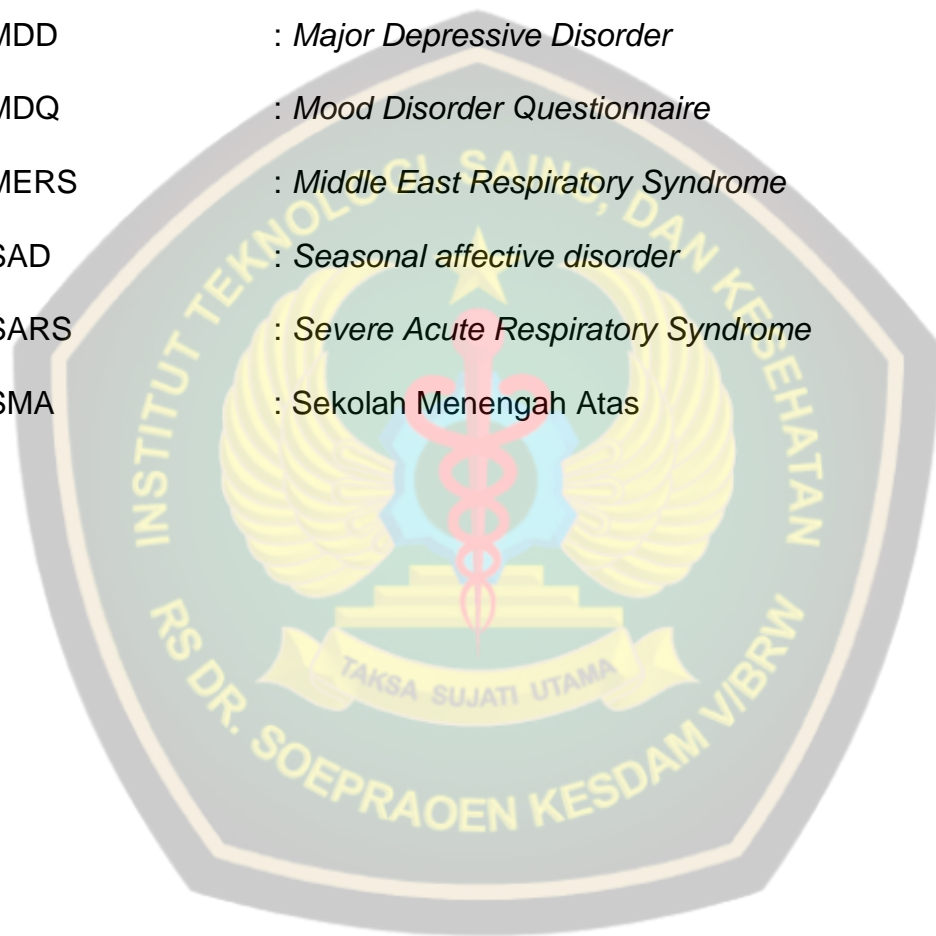 MDD : Major Depressive Disorder
MDQ : Mood Disorder Questionnaire
MERS : Middle East Respiratory Syndrome
SAD : Seasonal affective disorder
SARS : Severe Acute Respiratory Syndrome
SMA : Sekolah Menengah Atas
INSTITUT TEKNOLOGI, SAINS, DAN KESEHATAN
TAKSA SUJATI UTAMA
RS DR. SOEPRAOEN KESDAM V/BRW